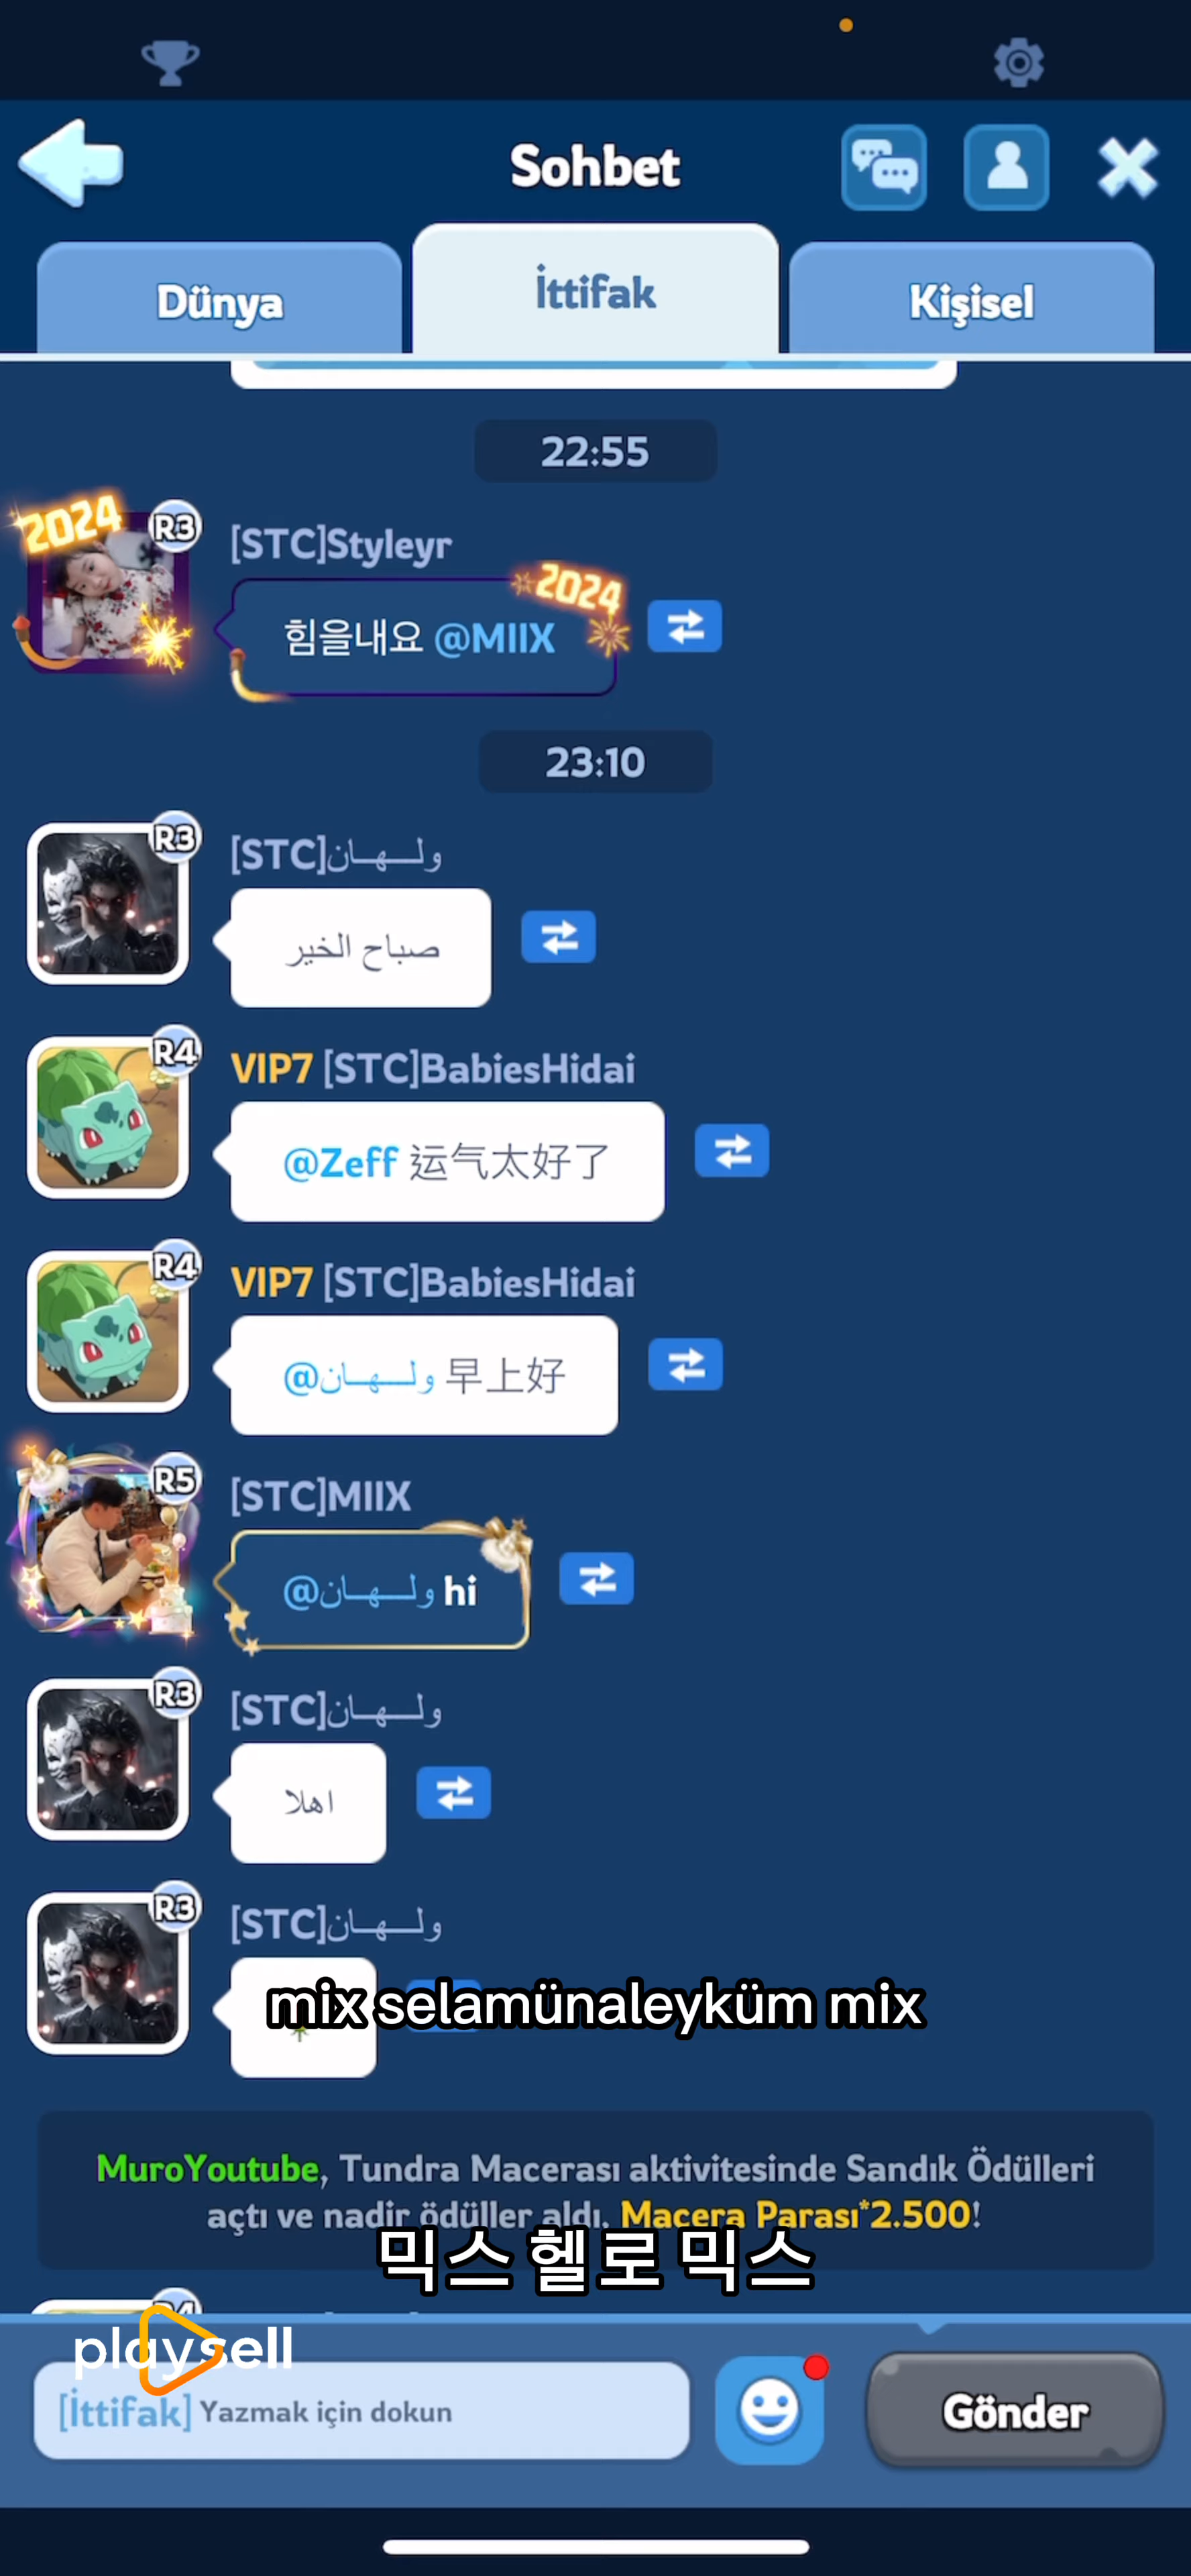 Sohbet
Dünya
İttifak
Kişisel
22:55
2024
R3
[STC]Styleyr
2024
힘을내요 @MIIX
23:10
R3
[STC]ولـــهـــان
صباح الخير
R4
VIP7 [STC]BabiesHidai
@Zeff 运气太好了
R4
VIP7 [STC]BabiesHidai
@ولـــهـــان 早上好
R5
[STC]MIIX
@ولـــهـــان hi
R3
[STC]ولـــهـــان
اهلا
R3
[STC]ولـــهـــان
mix selamünaleyküm mix
MuroYoutube, Tundra Macerası aktivitesinde Sandık Ödülleri
açtı ve nadir ödüller aldı. Macera Parası*2.500!
믹스 헬로 믹스
playsell
[İttifak] Yazmak için dokun
Gönder